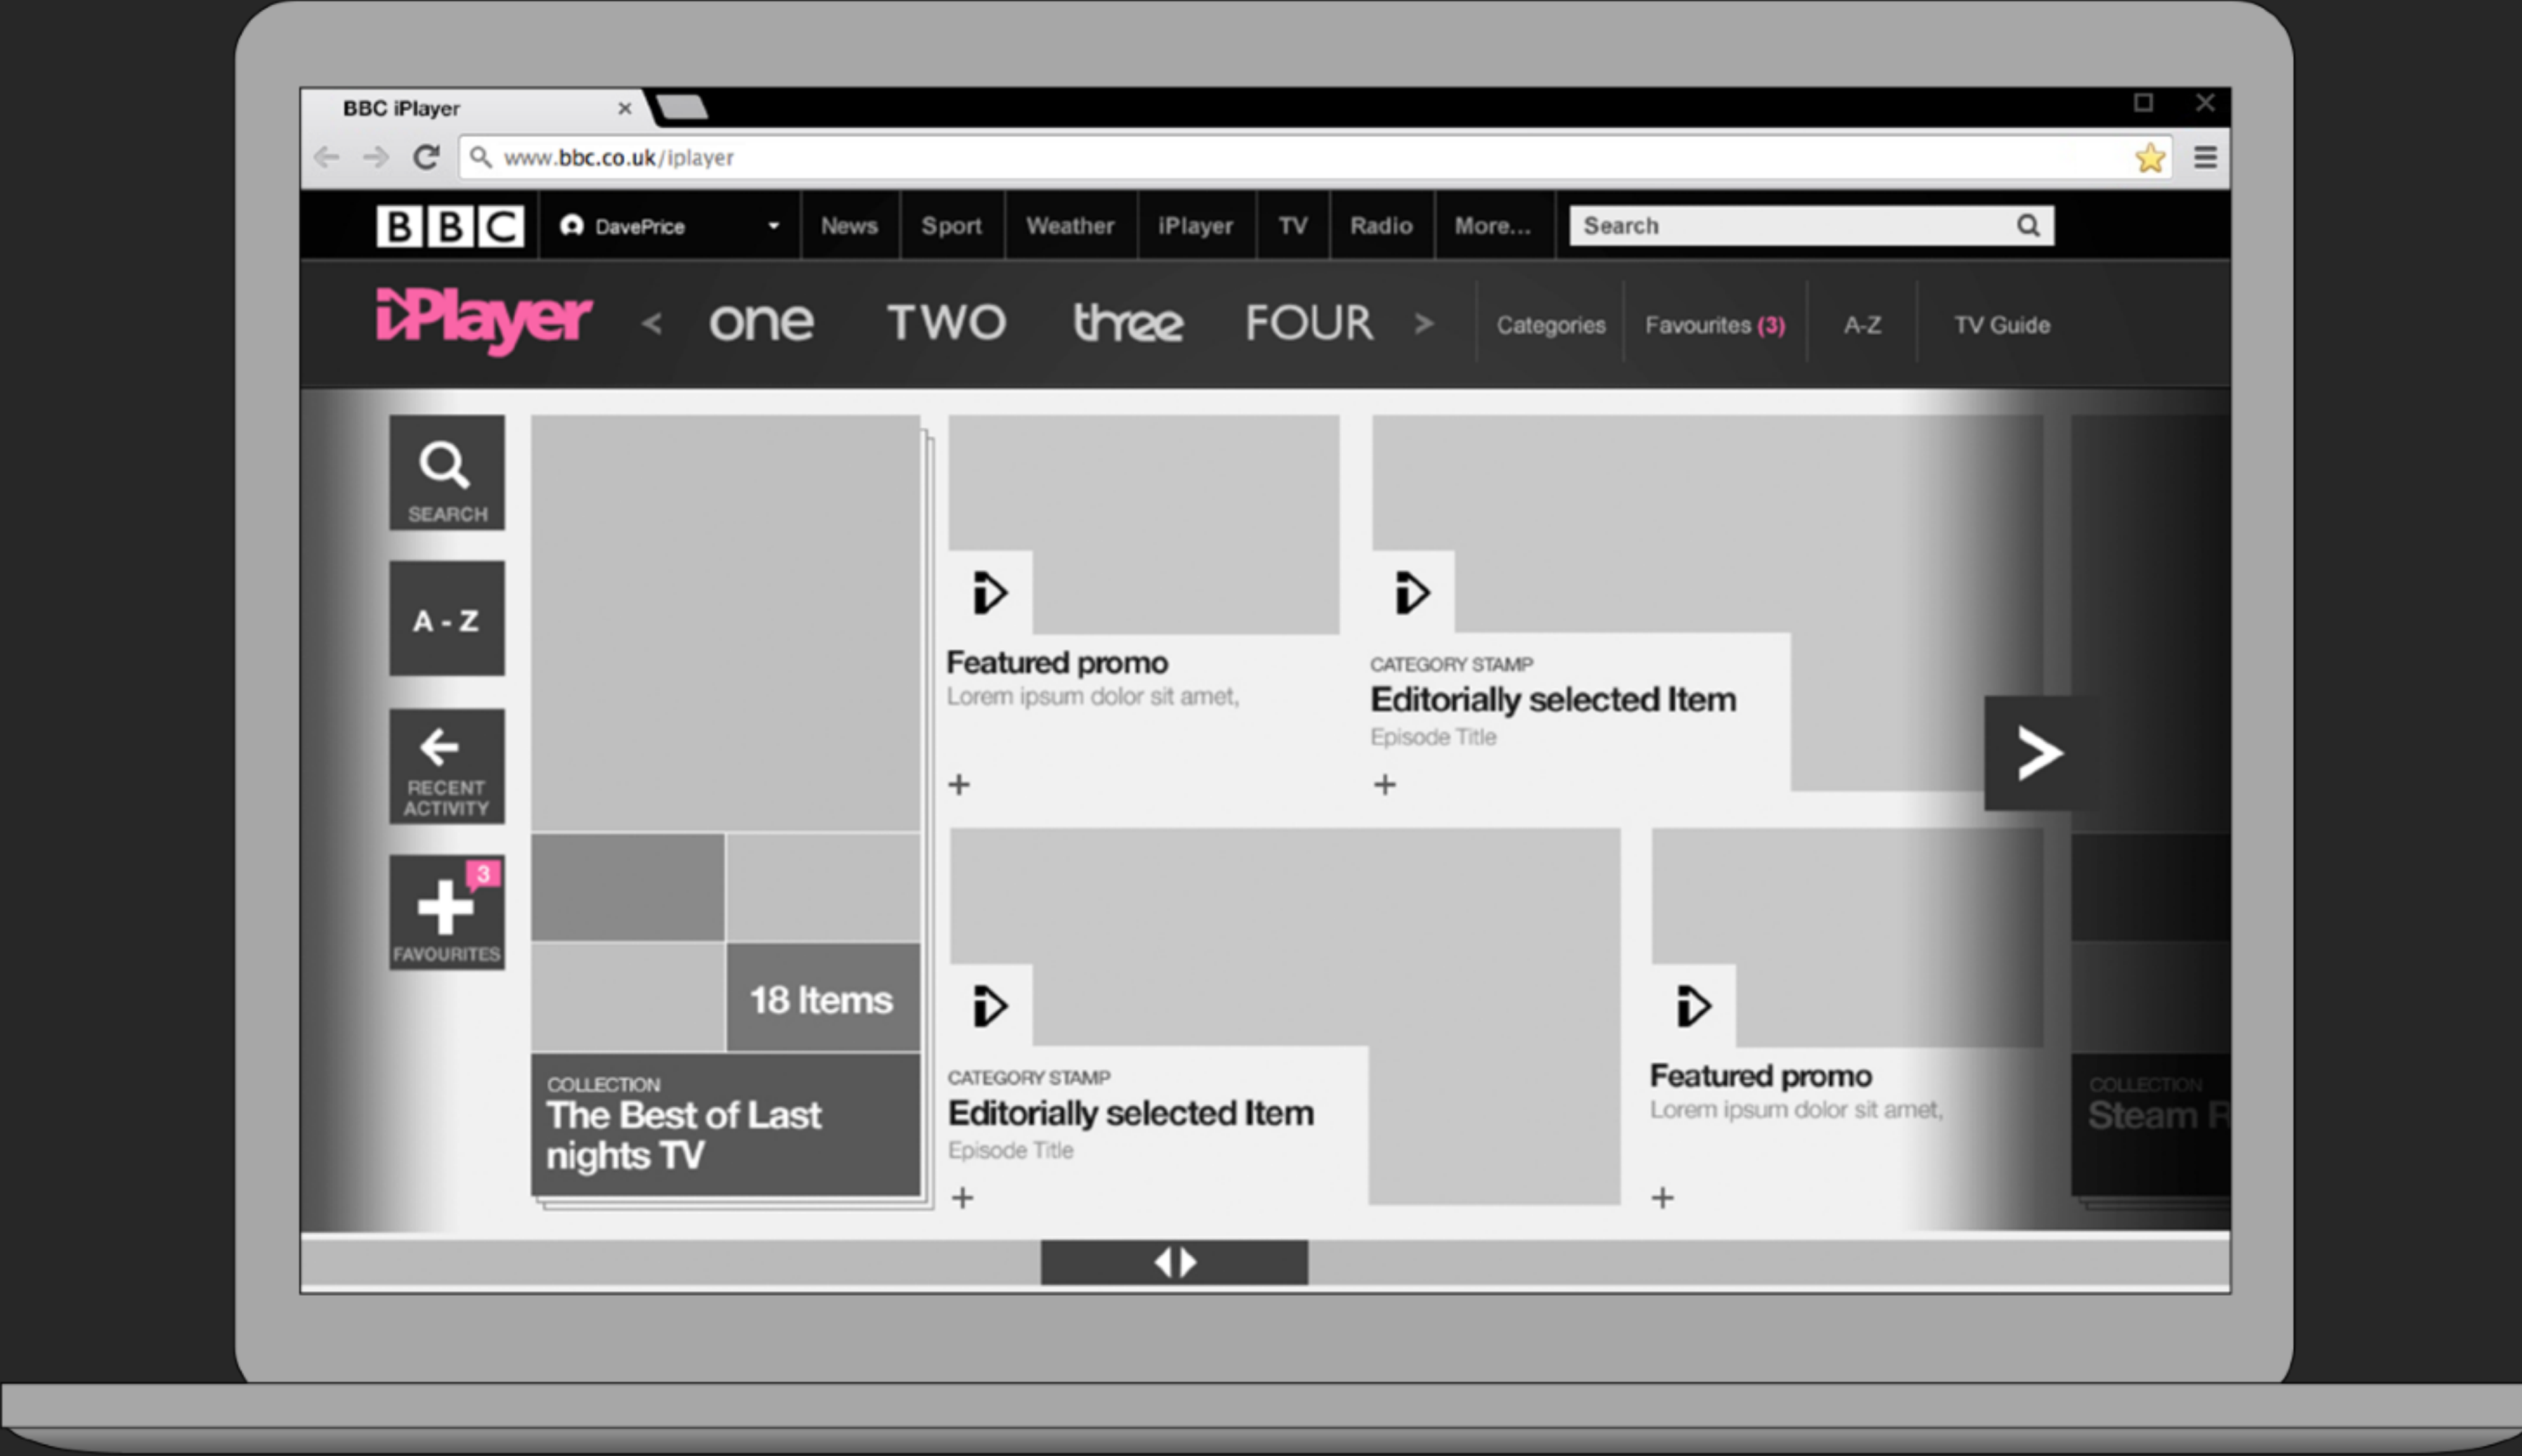 BBC iPlayer
www.bbc.co.uk/iplayer
BBC DavePrice News Sport Weather iPlayer TV Radio More... Search
iPlayer < one TWO three FOUR > Categories Favourites (3) A-Z TV Guide
SEARCH
A - Z
RECENT
ACTIVITY
3
FAVOURITES
18 Items
COLLECTION
The Best of Last
nights TV
Featured promo
Lorem ipsum dolor sit amet,
+
CATEGORY STAMP
Editorially selected Item
Episode Title
+
>
CATEGORY STAMP
Editorially selected Item
Episode Title
+
Featured promo
Lorem ipsum dolor sit amet,
+
COLLECTION
Steam R